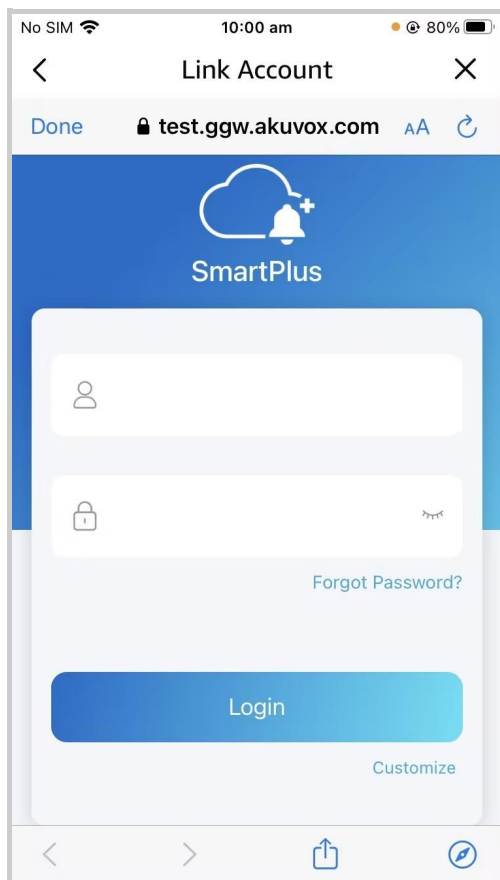 No SIM 10:00 am 80%
Link Account
Done test.ggw.akuvox.com AA
SmartPlus
Forgot Password?
Login
Customize